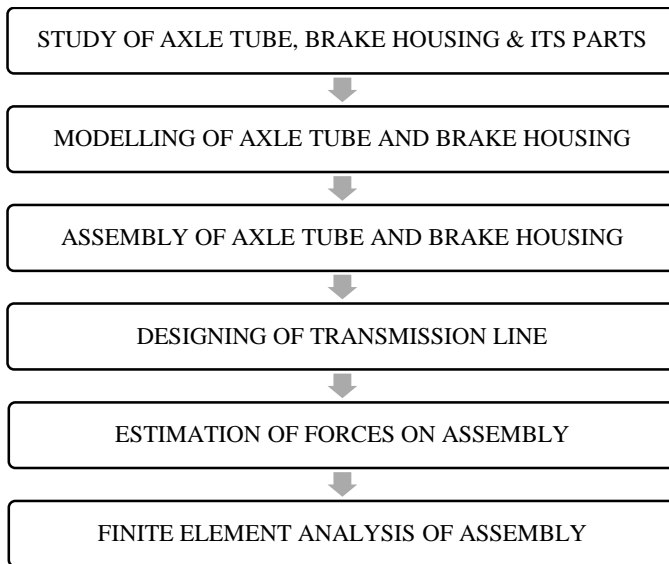 STUDY OF AXLE TUBE, BRAKE HOUSING & ITS PARTS
MODELLING OF AXLE TUBE AND BRAKE HOUSING
ASSEMBLY OF AXLE TUBE AND BRAKE HOUSING
DESIGNING OF TRANSMISSION LINE
ESTIMATION OF FORCES ON ASSEMBLY
FINITE ELEMENT ANALYSIS OF ASSEMBLY